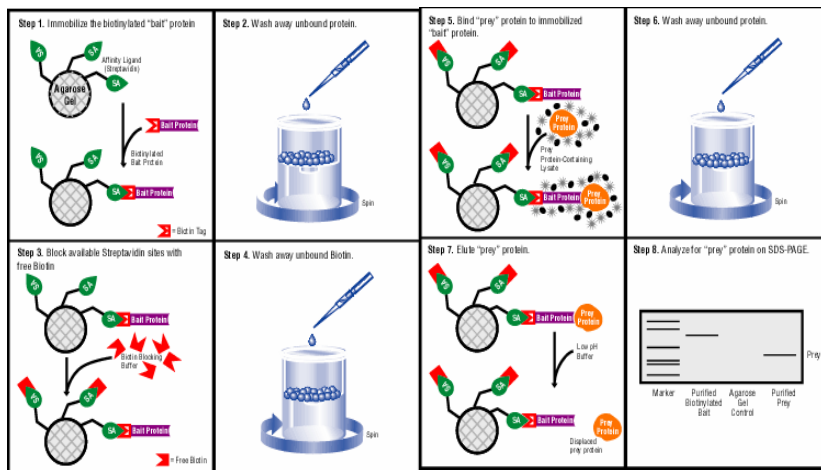 Step 1. Immobilize the biotinylated "bait" protein
SA
SA
Affinity Ligand
(Streptavidin)
SA
Agarose
Gel
Bait Protein
Biotinylated
Bait Protein
SA
SA
SA
Bait Protein
= Biotin Tag
Step 2. Wash away unbound protein.
Spin
Step 3. Block available Streptavidin sites with
free Biotin
SA
SA
SA
Bait Protein
Biotin Blocking
Buffer
SA
SA
SA
Bait Protein
= Free Biotin
Step 4. Wash away unbound Biotin.
Spin
Step 5. Bind "prey" protein to immobilized
"bait" protein.
SA
SA
SA
Bait Protein
Prey
Protein
Prey
Protein-Containing
Lysate
SA
SA
SA
Bait Protein
Prey
Protein
Step 6. Wash away unbound protein.
Spin
Step 7. Elute "prey" protein.
SA
SA
SA
Bait Protein
Prey
Protein
Low pH
Buffer
SA
SA
SA
Bait Protein
Prey
Protein
Displaced
prey protein
Step 8. Analyze for "prey" protein on SDS-PAGE.
Prey
Marker
Purified
Biotinylated
Bait
Agarose
Gel
Control
Purified
Prey